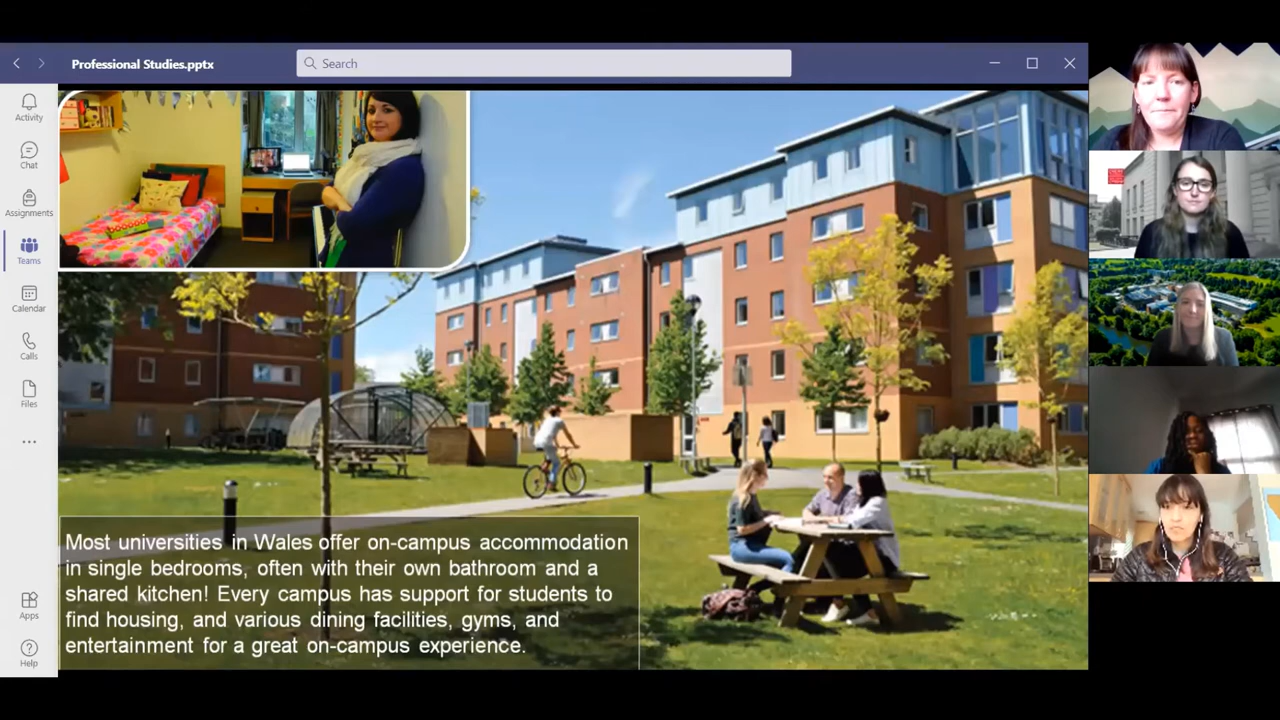 Professional Studies.pptx
Search
Activity
Chat
Assignments
Teams
Calendar
Calls
Files
Apps
Help
Most universities in Wales offer on-campus accommodation
in single bedrooms, often with their own bathroom and a
shared kitchen! Every campus has support for students to
find housing, and various dining facilities, gyms, and
entertainment for a great on-campus experience.